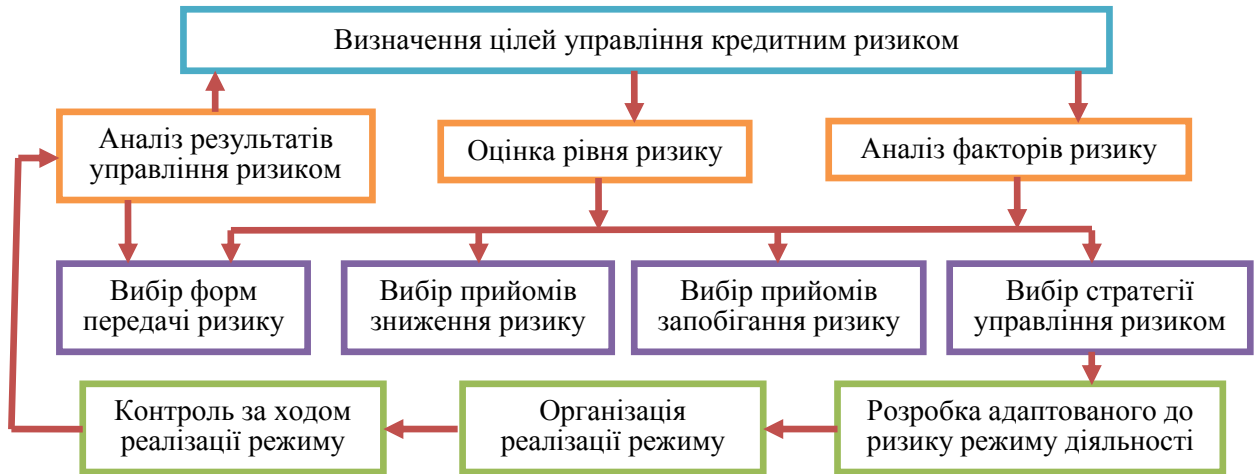 Визначення цілей управління кредитним ризиком
Аналіз результатів
управління ризиком
Оцінка рівня ризику
Аналіз факторів ризику
Вибір форм
передачі ризику
Вибір прийомів
зниження ризику
Вибір прийомів
запобігання ризику
Вибір стратегії
управління ризиком
Контроль за ходом
реалізації режиму
Організація
реалізації режиму
Розробка адаптованого до
ризику режиму діяльності